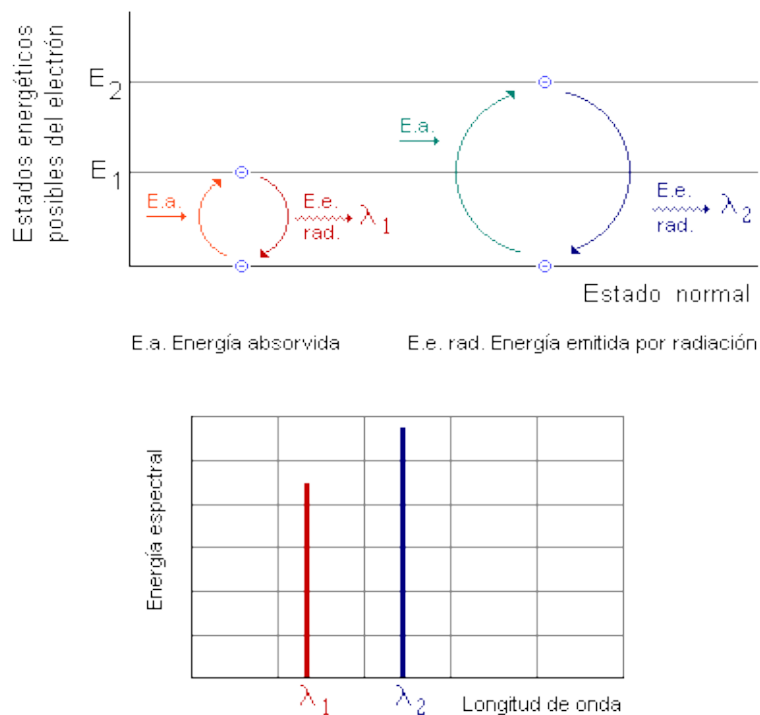 Estados energéticos
posibles del electrón
E2
E1
E.a.
E.e.
rad.
λ1
E.a.
E.e.
rad.
λ2
Estado normal
E.a. Energía absorvida
E.e. rad. Energía emitida por radiación
Energía espectral
λ1
λ2
Longitud de onda